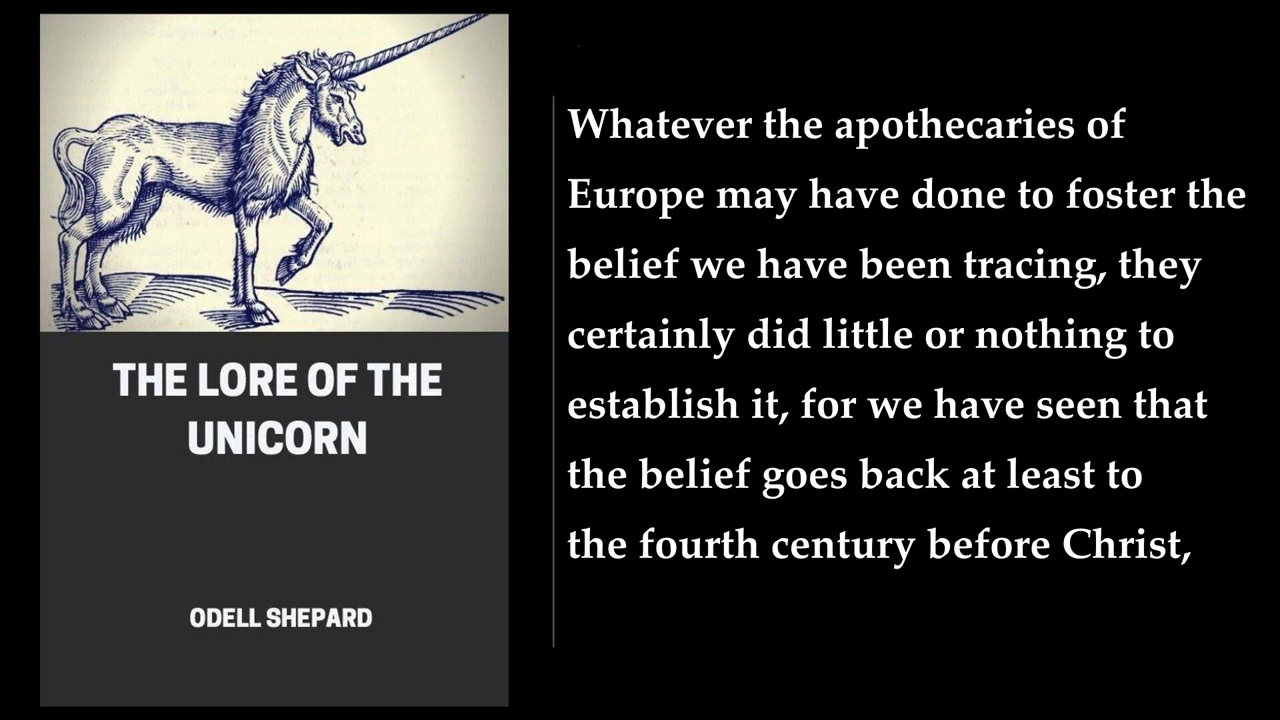 THE LORE OF THE
UNICORN
ODELL SHEPARD
Whatever the apothecaries of
Europe may have done to foster the
belief we have been tracing, they
certainly did little or nothing to
establish it, for we have seen that
the belief goes back at least to
the fourth century before Christ,